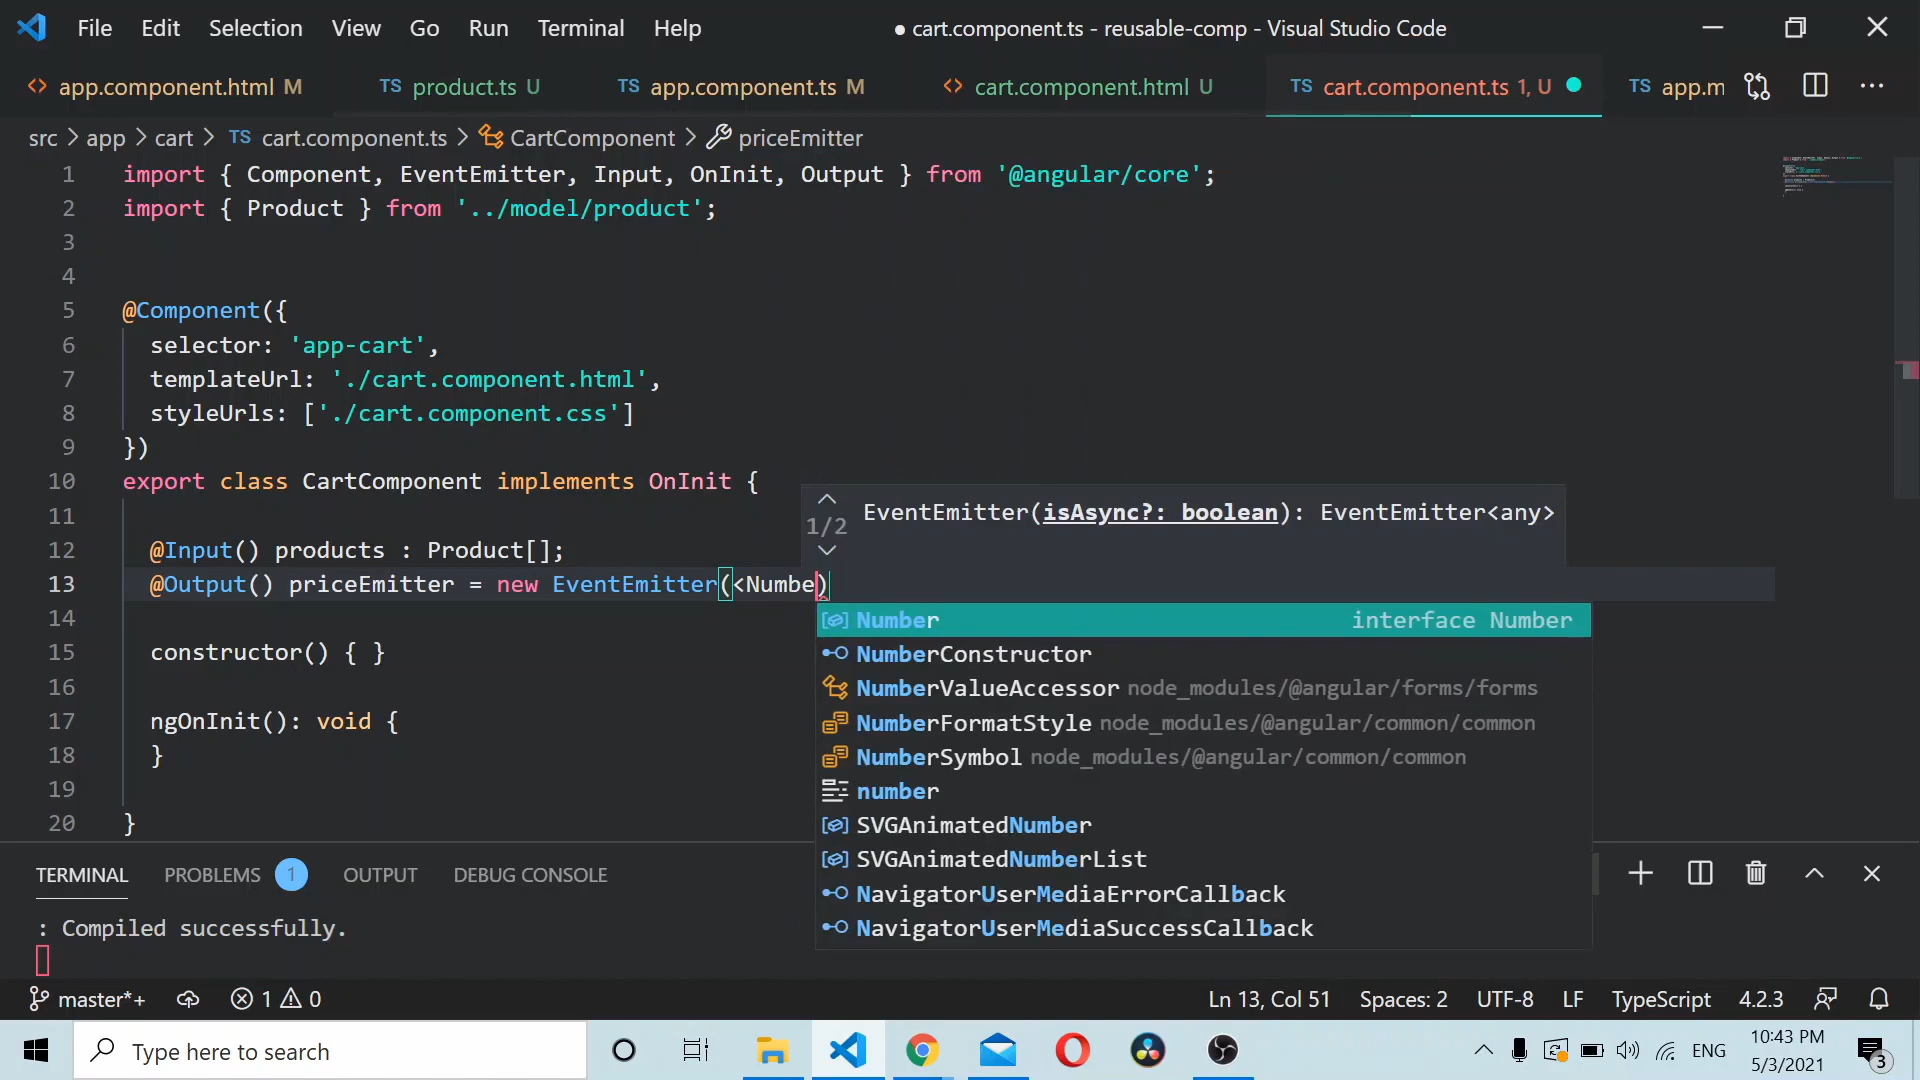 File Edit Selection View Go Run Terminal Help ● cart.component.ts - reusable-comp - Visual Studio Code
<> app.component.html M TS product.ts U TS app.component.ts M <> cart.component.html U TS cart.component.ts 1, U TS app.m
src > app > cart > TS cart.component.ts > CartComponent > priceEmitter
1 import { Component, EventEmitter, Input, OnInit, Output } from '@angular/core';
2 import { Product } from '../model/product';
3
4
5 @Component({
6 selector: 'app-cart',
7 templateUrl: './cart.component.html',
8 styleUrls: ['./cart.component.css']
9 })
10 export class CartComponent implements OnInit {
11
1/2 EventEmitter(isAsync?: boolean): EventEmitter<any>
12 @Input() products : Product[];
13 @Output() priceEmitter = new EventEmitter(<Numbe)
14
Number interface Number
15 constructor() { }
NumberConstructor
16
NumberValueAccessor node_modules/@angular/forms/forms
17 ngOnInit(): void {
NumberFormatStyle node_modules/@angular/common/common
18 }
NumberSymbol node_modules/@angular/common/common
19
number
20 }
SVGAnimatedNumber
SVGAnimatedNumberList
NavigatorUserMediaErrorCallback
NavigatorUserMediaSuccessCallback
TERMINAL PROBLEMS 1 OUTPUT DEBUG CONSOLE
: Compiled successfully.
master*+ 1 0 Ln 13, Col 51 Spaces: 2 UTF-8 LF TypeScript 4.2.3
Type here to search ENG 10:43 PM
5/3/2021 3